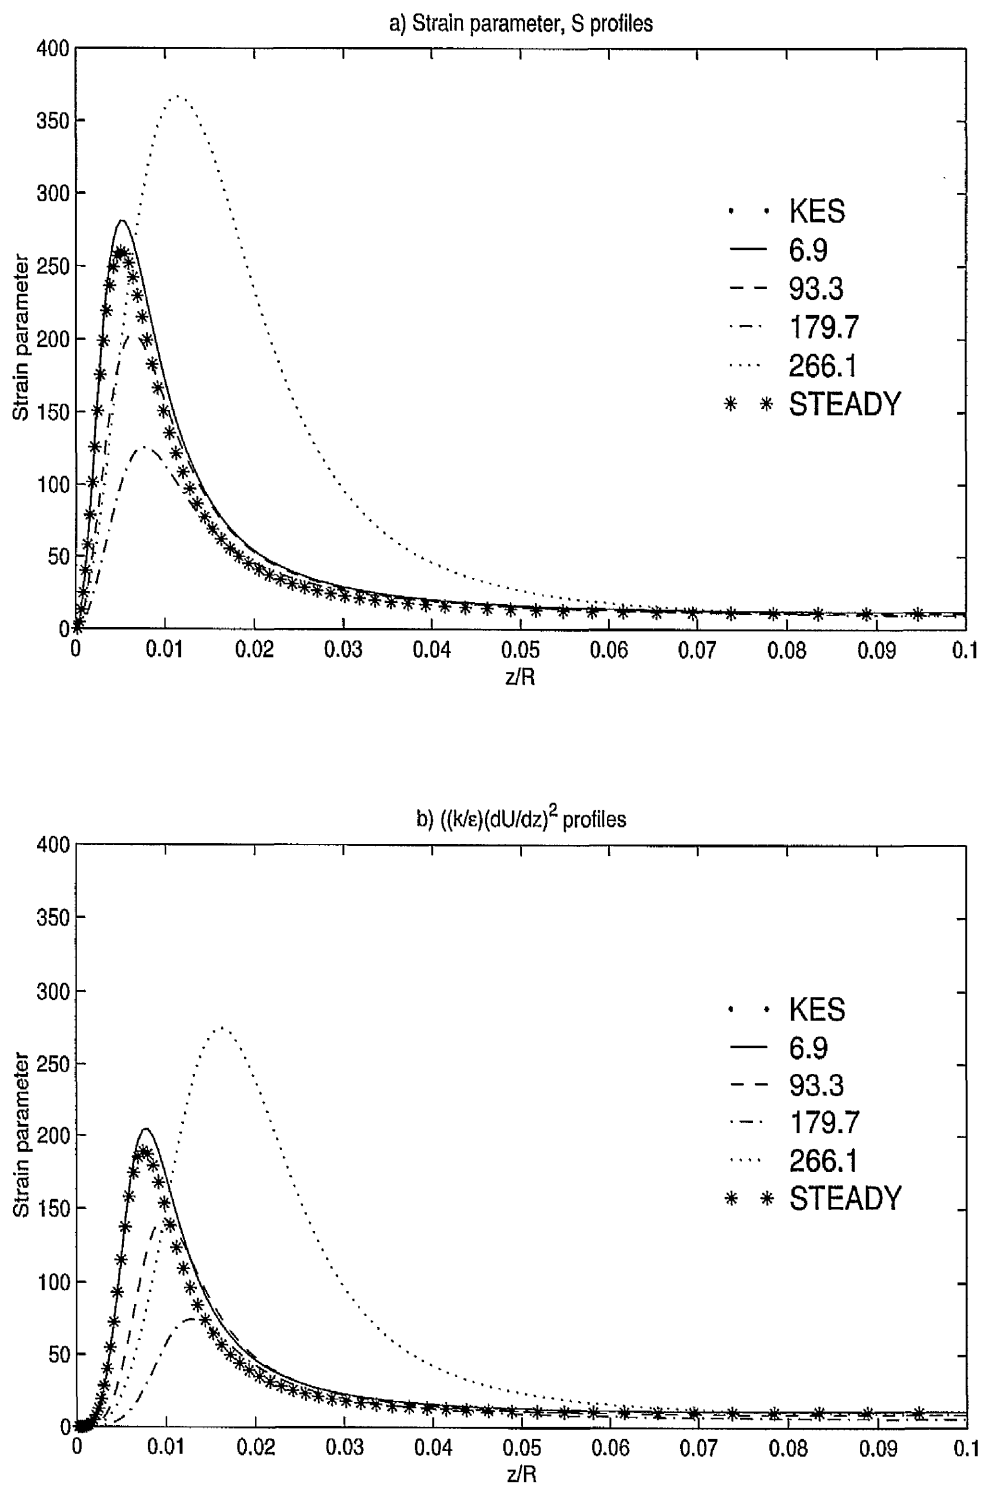 a) Strain parameter, S profiles
400
350
300
250
200
150
100
50
0
Strain parameter
KES
6.9
93.3
179.7
266.1
STEADY
0 0.01 0.02 0.03 0.04 0.05 0.06 0.07 0.08 0.09 0.1
z/R
b) ((k/ε)(dU/dz)² profiles
400
350
300
250
200
150
100
50
0
Strain parameter
KES
6.9
93.3
179.7
266.1
STEADY
0 0.01 0.02 0.03 0.04 0.05 0.06 0.07 0.08 0.09 0.1
z/R